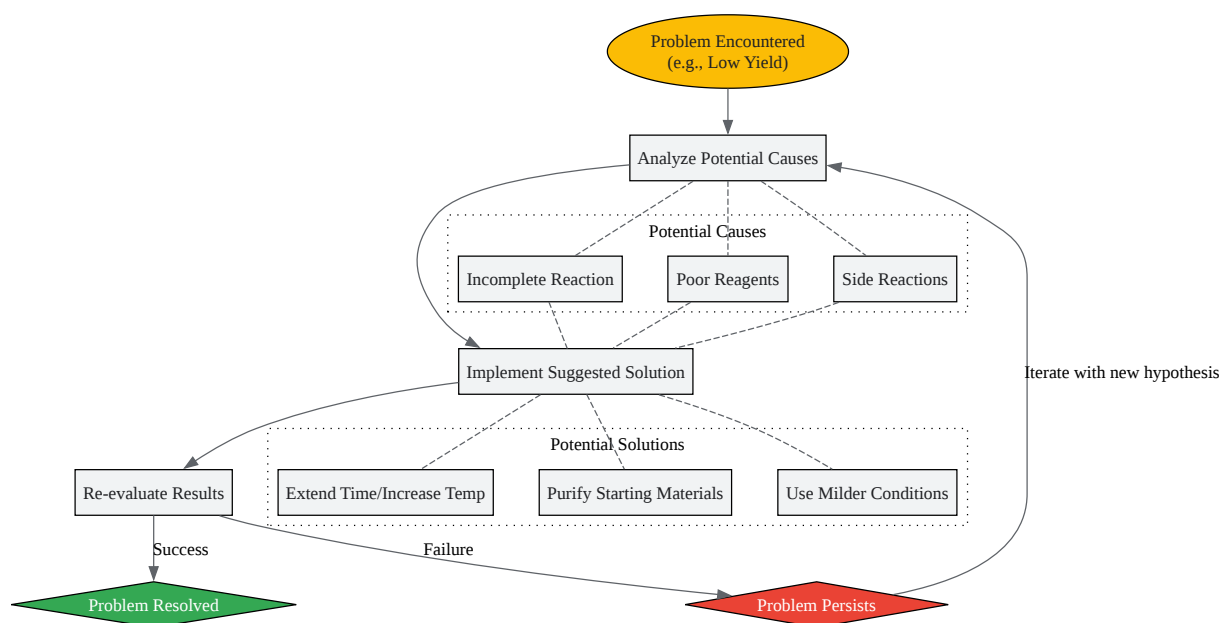 Problem Encountered
(e.g., Low Yield)
Analyze Potential Causes
Potential Causes
Incomplete Reaction
Poor Reagents
Side Reactions
Implement Suggested Solution
Iterate with new hypothesis
Potential Solutions
Re-evaluate Results
Extend Time/Increase Temp
Purify Starting Materials
Use Milder Conditions
Success
Failure
Problem Resolved
Problem Persists